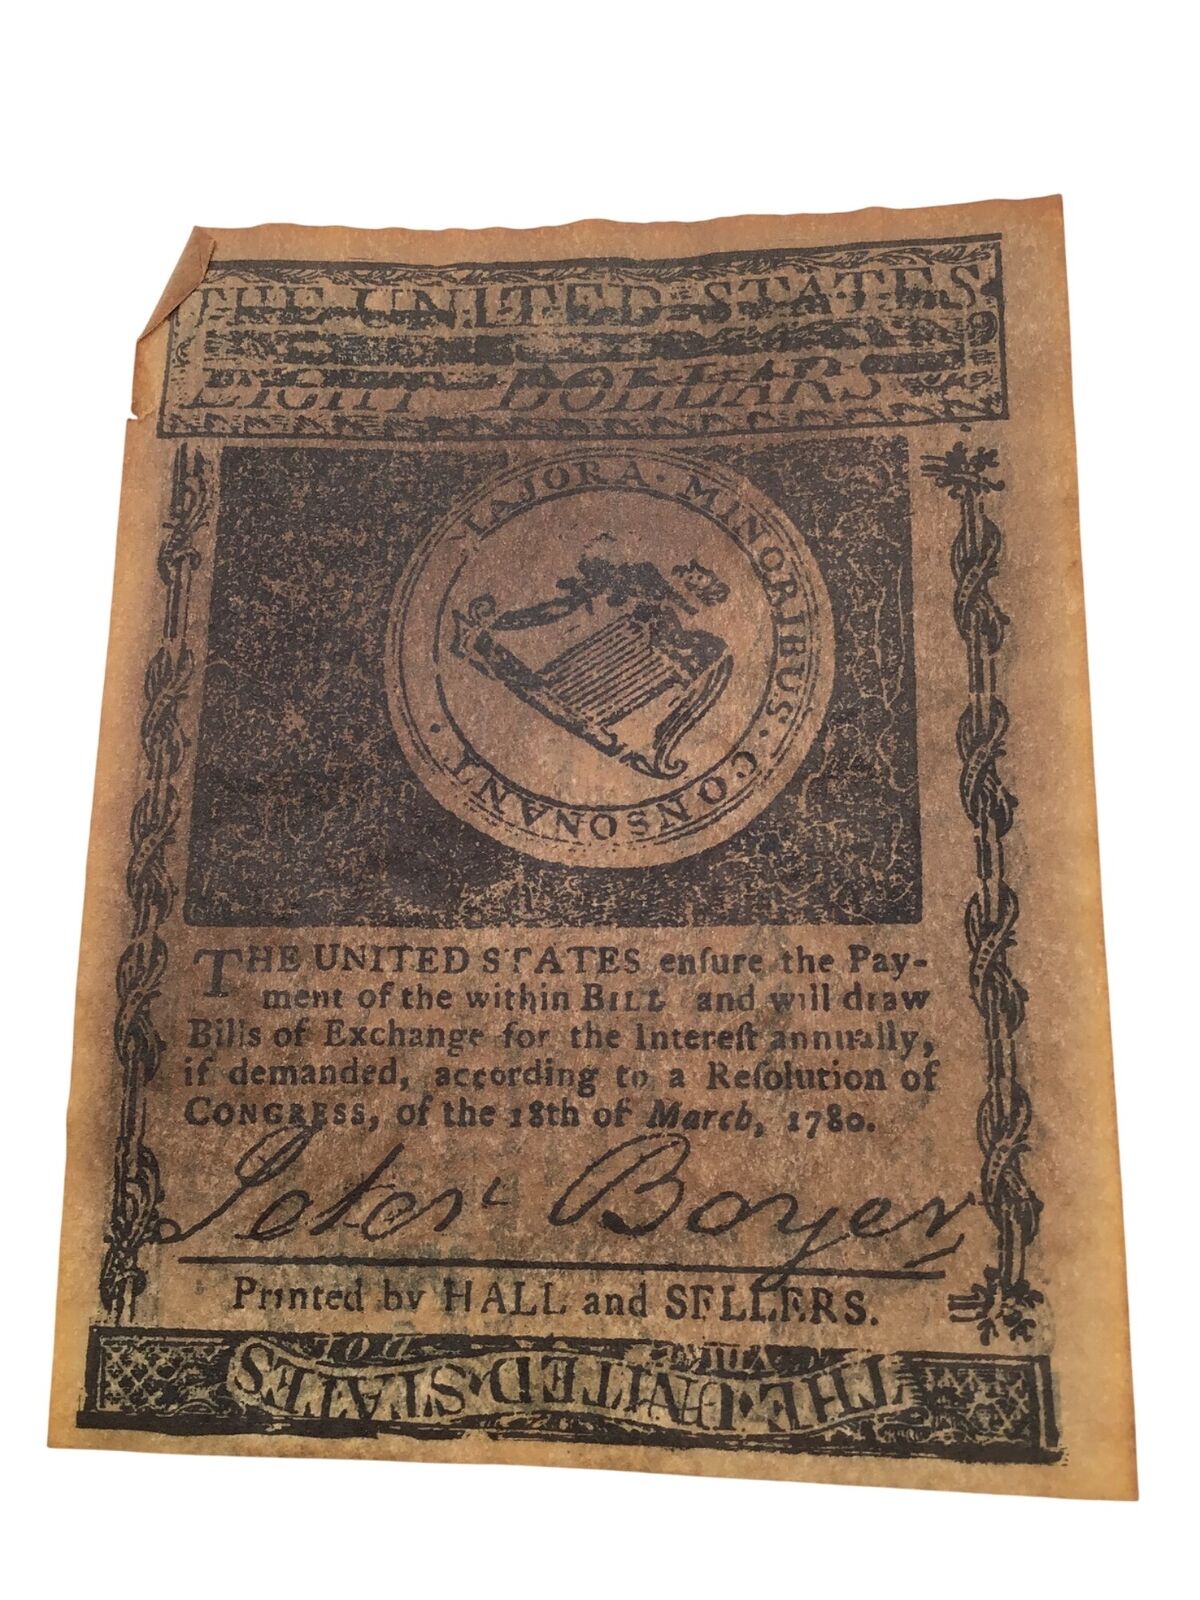 THE UNITED STATES
EIGHT DOLLARS
MAJORA · MINORIBUS · CONSONANT ·
THE UNITED STATES enſure the Pay-
ment of the within BILL and will draw
Bills of Exchange for the Intereſt annually,
if demanded, according to a Reſolution of
CONGRESS, of the 18th of March, 1780.
Boyer
Printed by HALL and SELLERS.
THE·UNITED·STATES